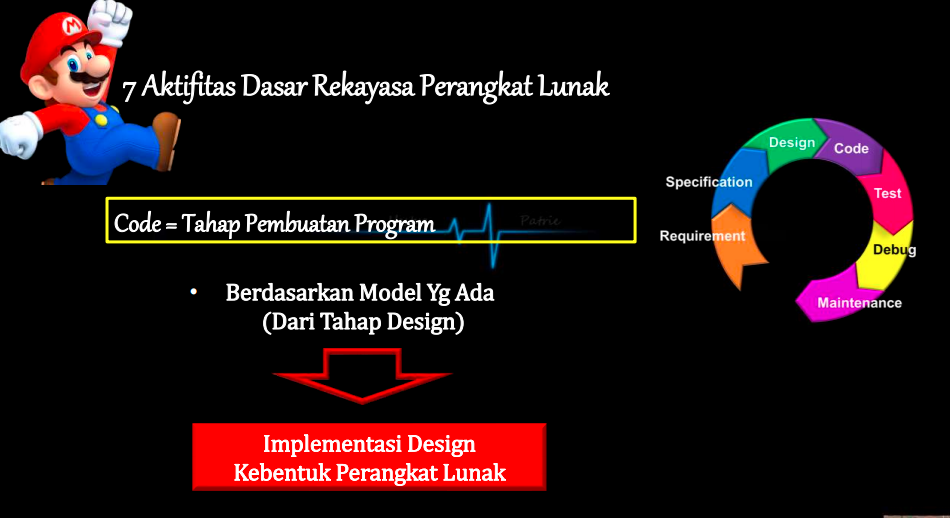 7 Aktifitas Dasar Rekayasa Perangkat Lunak
Code = Tahap Pembuatan Program
Patrie
• Berdasarkan Model Yg Ada
(Dari Tahap Design)
Implementasi Design
Kebentuk Perangkat Lunak
Requirement
Specification
Design
Code
Test
Debug
Maintenance
M